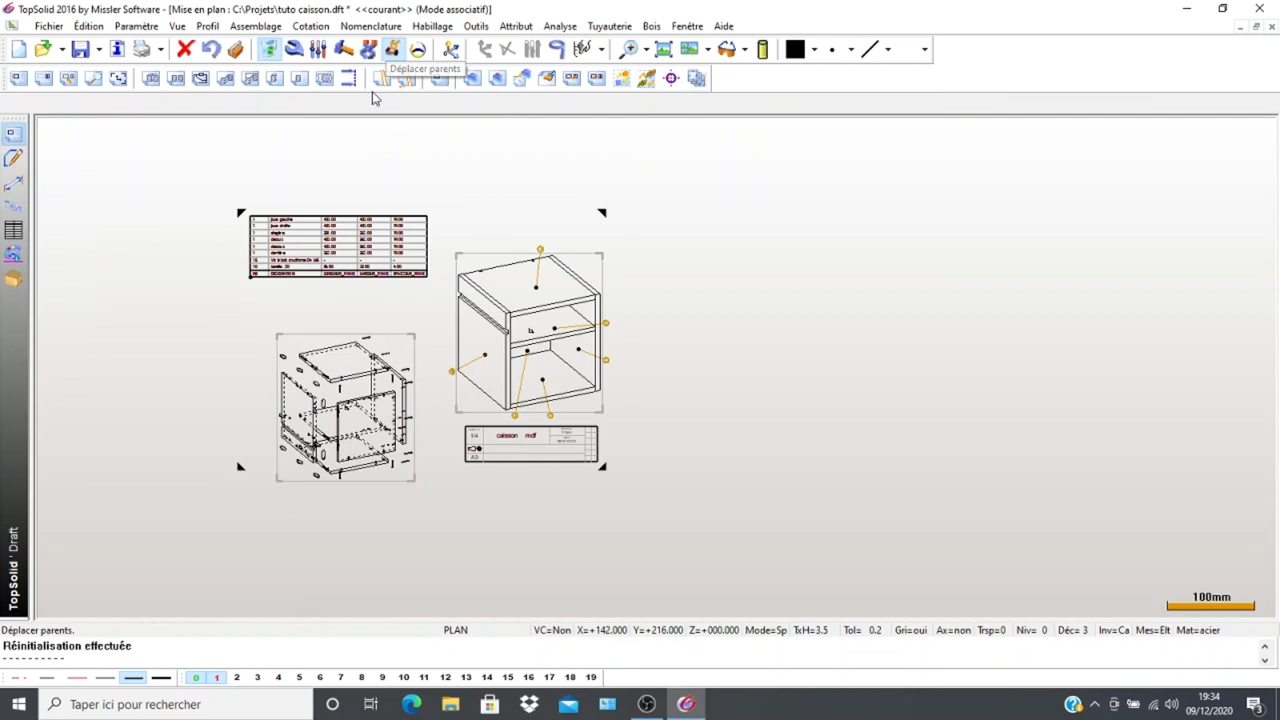 TopSolid 2016 by Missler Software - [Mise en plan : C:\Projets\tuto caisson.dft * <<courant>> (Mode associatif)]
Fichier Édition Paramètre Vue Profil Assemblage Cotation Nomenclature Habillage Outils Attribut Analyse Tuyauterie Bois Fenêtre Aide
Déplacer parents
caisson mdf
1/4
A3
TopSolid 'Draft
100mm
Déplacer parents.
PLAN
VC=Non X=+142.000 Y=+216.000 Z=+000.000 Mode=Sp TxH=3.5 Tol= 0.2 Gri=oui Ax=non Trsp=0 Niv= 0 Déc= 3 Inv=Ca Mes=Elt Mat=acier
Réinitialisation effectuée
- - - - - - - - - -
0 1 2 3 4 5 6 7 8 9 10 11 12 13 14 15 16 17 18 19
Taper ici pour rechercher
19:34
09/12/2020
3